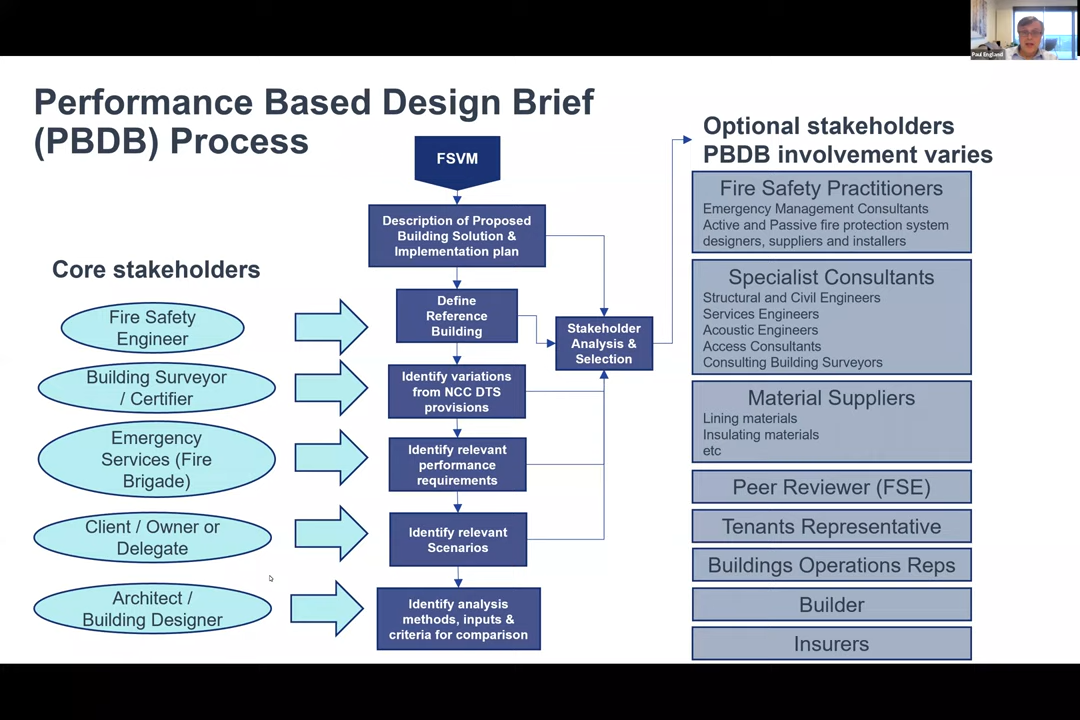 Paul England
Performance Based Design Brief
(PBDB) Process
FSVM
Description of Proposed
Building Solution &
Implementation plan
Define
Reference
Building
Identify variations
from NCC DTS
provisions
Identify relevant
performance
requirements
Identify relevant
Scenarios
Identify analysis
methods, inputs &
criteria for comparison
Stakeholder
Analysis &
Selection
Core stakeholders
Fire Safety
Engineer
Building Surveyor
/ Certifier
Emergency
Services (Fire
Brigade)
Client / Owner or
Delegate
Architect /
Building Designer
Optional stakeholders
PBDB involvement varies
Fire Safety Practitioners
Emergency Management Consultants
Active and Passive fire protection system
designers, suppliers and installers
Specialist Consultants
Structural and Civil Engineers
Services Engineers
Acoustic Engineers
Access Consultants
Consulting Building Surveyors
Material Suppliers
Lining materials
Insulating materials
etc
Peer Reviewer (FSE)
Tenants Representative
Buildings Operations Reps
Builder
Insurers